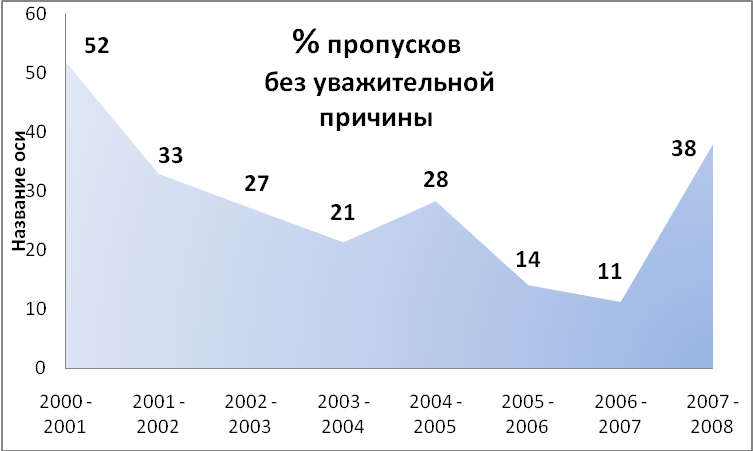 % пропусков
без уважительной
причины
Название оси
60
50
40
30
20
10
0
52
33
27
21
28
14
11
38
2000 - 2001 - 2002 - 2003 - 2004 - 2005 - 2006 - 2007 -
2001 2002 2003 2004 2005 2006 2007 2008